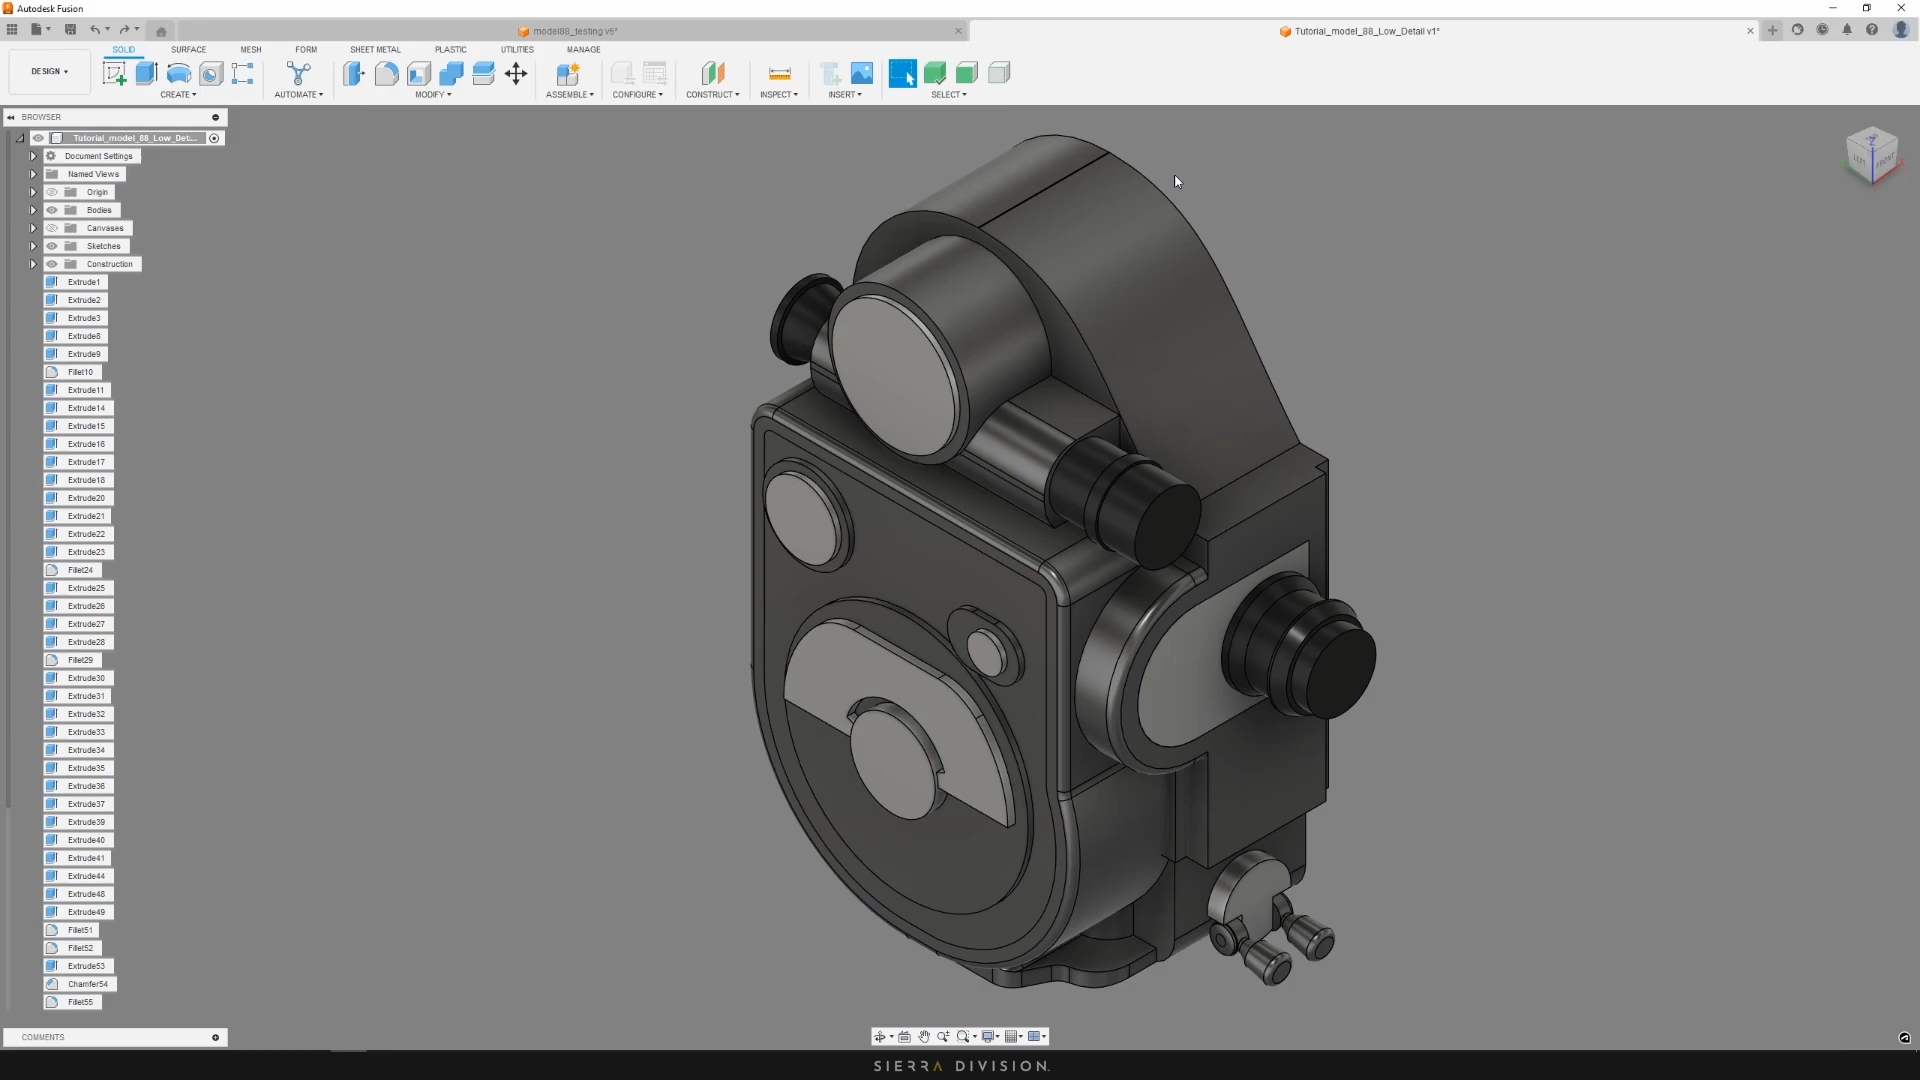 Autodesk Fusion
model88_testing v6*
Tutorial_model_88_Low_Detail v1*
DESIGN
SOLID
SURFACE
MESH
FORM
SHEET METAL
PLASTIC
UTILITIES
MANAGE
CREATE
AUTOMATE
MODIFY
ASSEMBLE
CONFIGURE
CONSTRUCT
INSPECT
INSERT
SELECT
BROWSER
Tutorial_model_88_Low_Det...
Document Settings
Named Views
Origin
Bodies
Canvases
Sketches
Construction
Extrude1
Extrude2
Extrude3
Extrude8
Extrude9
Fillet10
Extrude11
Extrude14
Extrude15
Extrude16
Extrude17
Extrude18
Extrude20
Extrude21
Extrude22
Extrude23
Fillet24
Extrude25
Extrude26
Extrude27
Extrude28
Fillet29
Extrude30
Extrude31
Extrude32
Extrude33
Extrude34
Extrude35
Extrude36
Extrude37
Extrude39
Extrude40
Extrude41
Extrude44
Extrude48
Extrude49
Fillet51
Fillet52
Extrude53
Chamfer54
Fillet55
COMMENTS
Z
LEFT
FRONT
SIERRA DIVISION